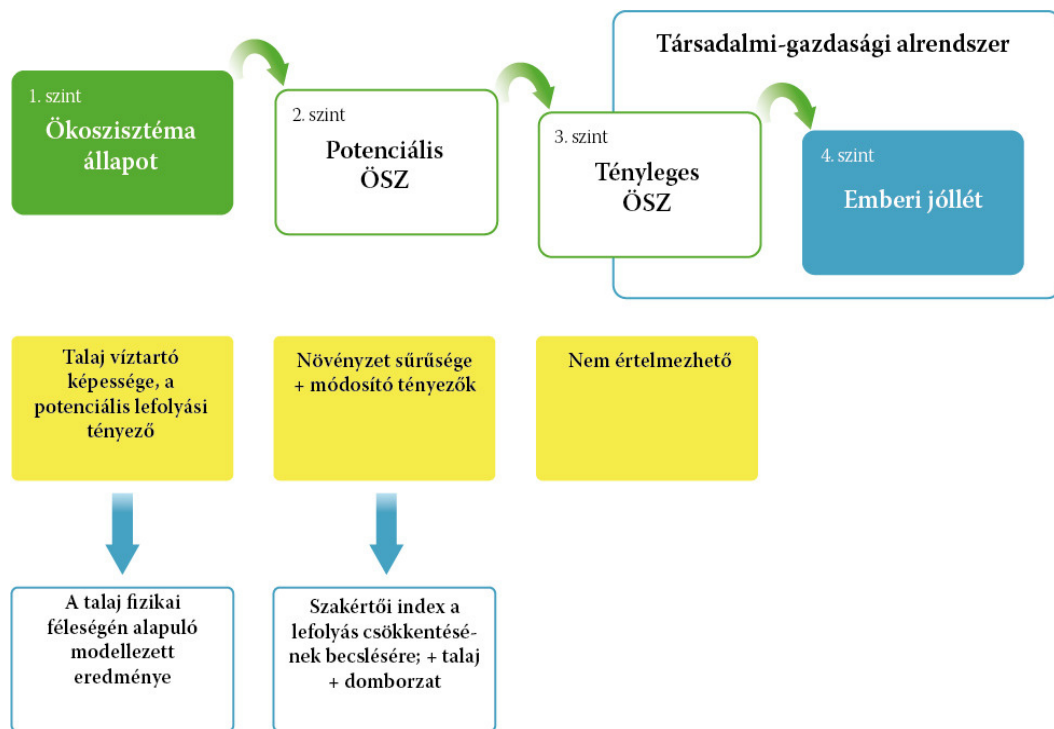 Társadalmi-gazdasági alrendszer
1. szint
Ökoszisztéma
állapot
2. szint
Potenciális
ÖSZ
3. szint
Tényleges
ÖSZ
4. szint
Emberi jóllét
Talaj víztartó
képessége, a
potenciális lefolyási
tényező
Növényzet sűrűsége
+ módosító tényezők
Nem értelmezhető
A talaj fizikai
féleségén alapuló
modellezett
eredménye
Szakértői index a
lefolyás csökkentésé-
nek becslésére; + talaj
+ domborzat